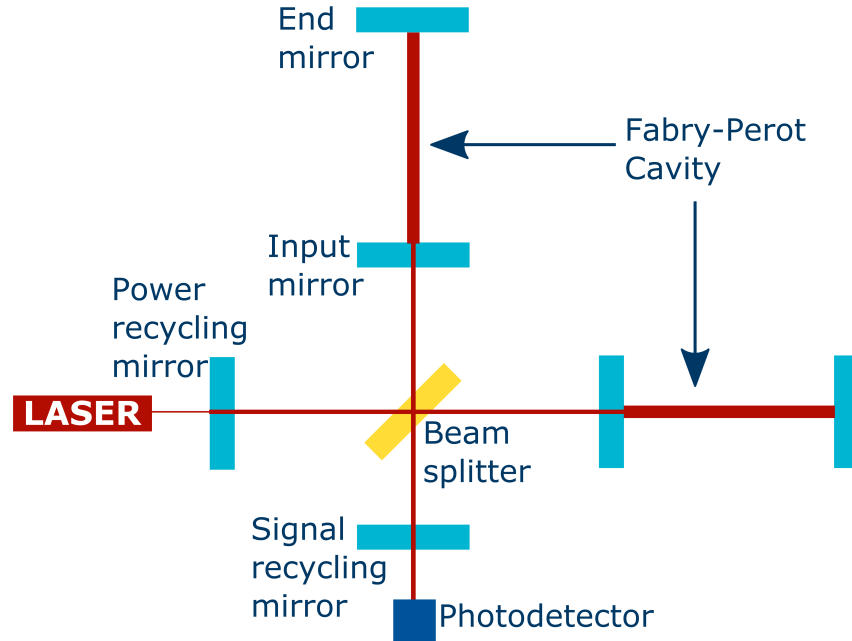 End
mirror
Fabry-Perot
Cavity
Input
mirror
Power
recycling
mirror
LASER
Beam
splitter
Signal
recycling
mirror
Photodetector